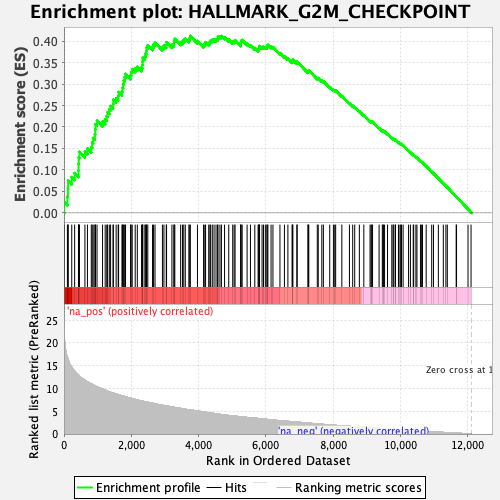 Enrichment plot: HALLMARK_G2M_CHECKPOINT
Enrichment score (ES)
0.40
0.35
0.30
0.25
0.20
0.15
0.10
0.05
0.00
'na_pos' (positively correlated)
Ranked list metric (PreRanked)
25
20
15
10
5
0
Zero cross at 1
'na_neg' (negatively correlated)
0
2,000
4,000
6,000
8,000
10,000
12,000
Rank in Ordered Dataset
Enrichment profile
Hits
Ranking metric scores